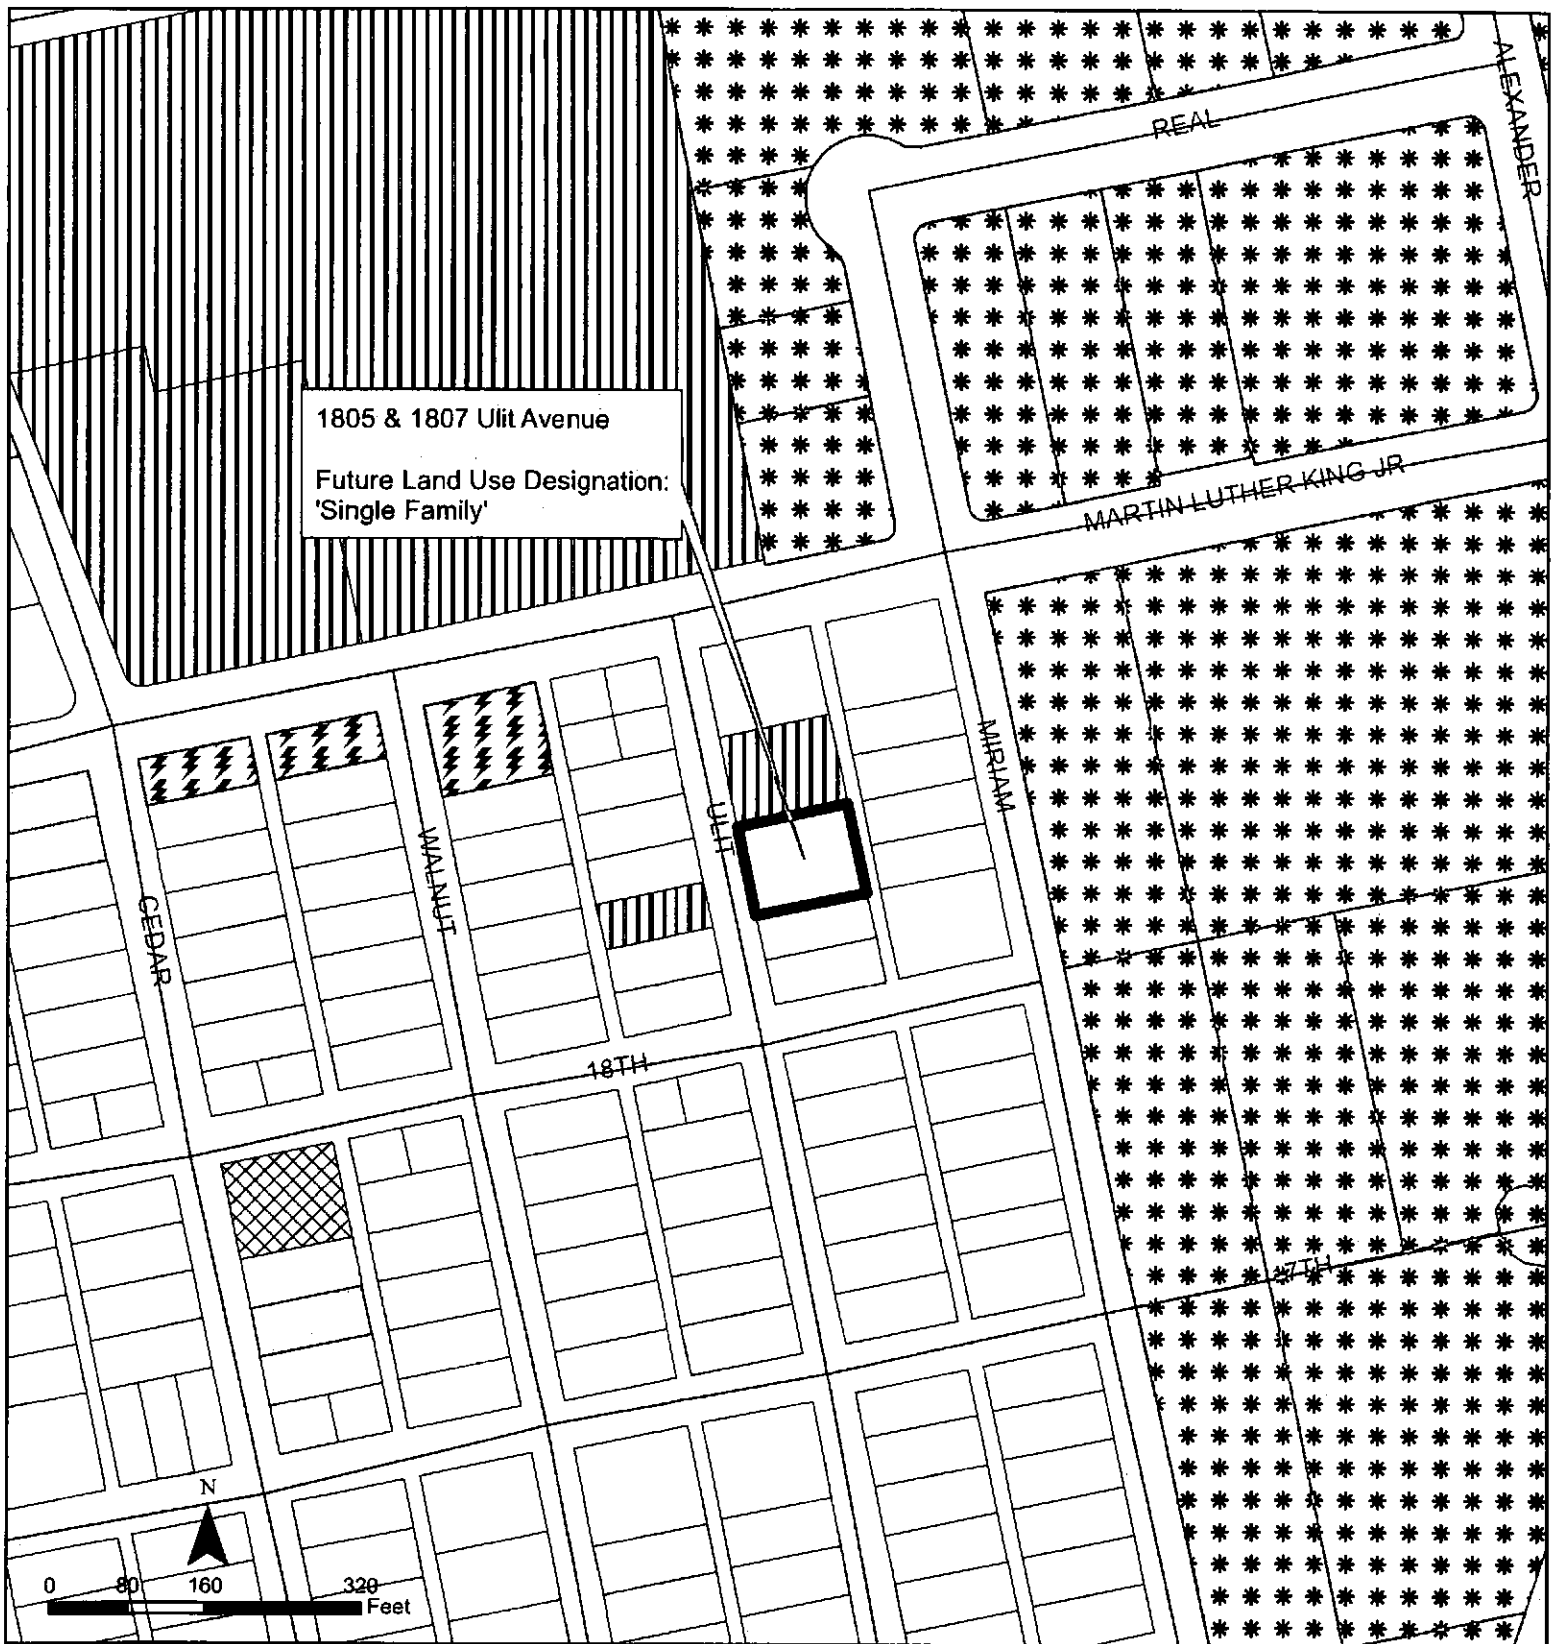 REAL
ALEXANDER
1805 & 1807 Ulit Avenue
Future Land Use Designation:
'Single Family'
MARTIN LUTHER KING JR
MIRIAM
ULIT
WALNUT
CEDAR
18TH
17TH
N
0 80 160 320
Feet